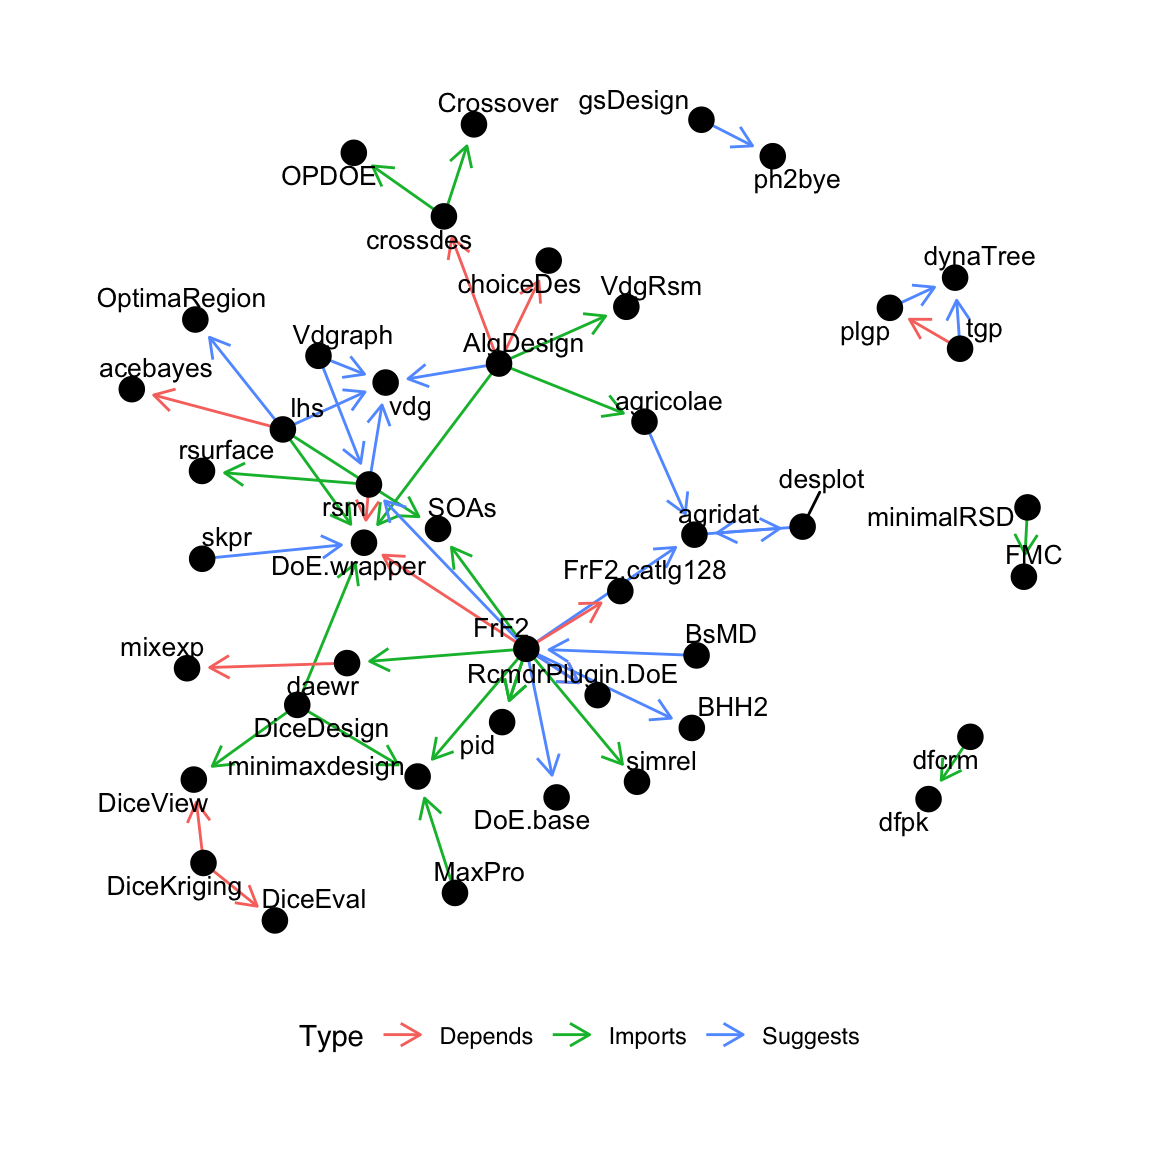 Crossover
gsDesign
OPDOE
ph2bye
crossdes
dynaTree
choiceDes
VdgRsm
OptimaRegion
plgp
tgp
Vdgraph
AlgDesign
acebayes
lhs
vdg
agricolae
rsurface
desplot
rsm
SOAs
agridat
minimalRSD
skpr
FMC
DoE.wrapper
FrF2.catlg128
FrF2
BsMD
mixexp
RcmdrPlugin.DoE
daewr
BHH2
DiceDesign
pid
minimaxdesign
simrel
dfcrm
DiceView
DoE.base
dfpk
MaxPro
DiceKriging
DiceEval
Type Depends Imports Suggests